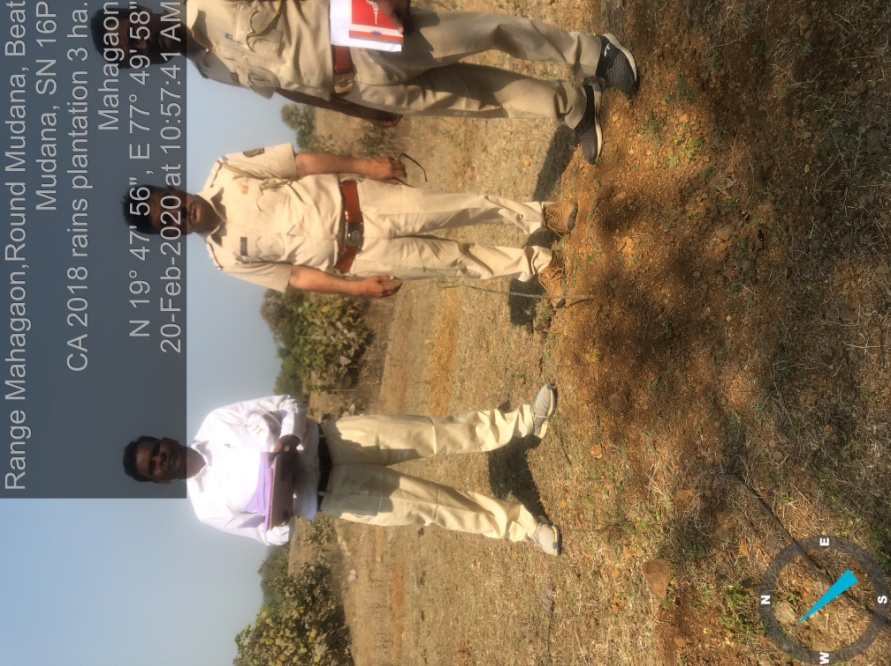 Range Mahagaon,Round Mudana, Beat
Mudana, SN 16P
CA 2018 rains plantation 3 ha.
Mahagaon
N 19° 47' 56", E 77° 49' 58"
20-Feb-2020 at 10:57:41 AM
N
E
S
W